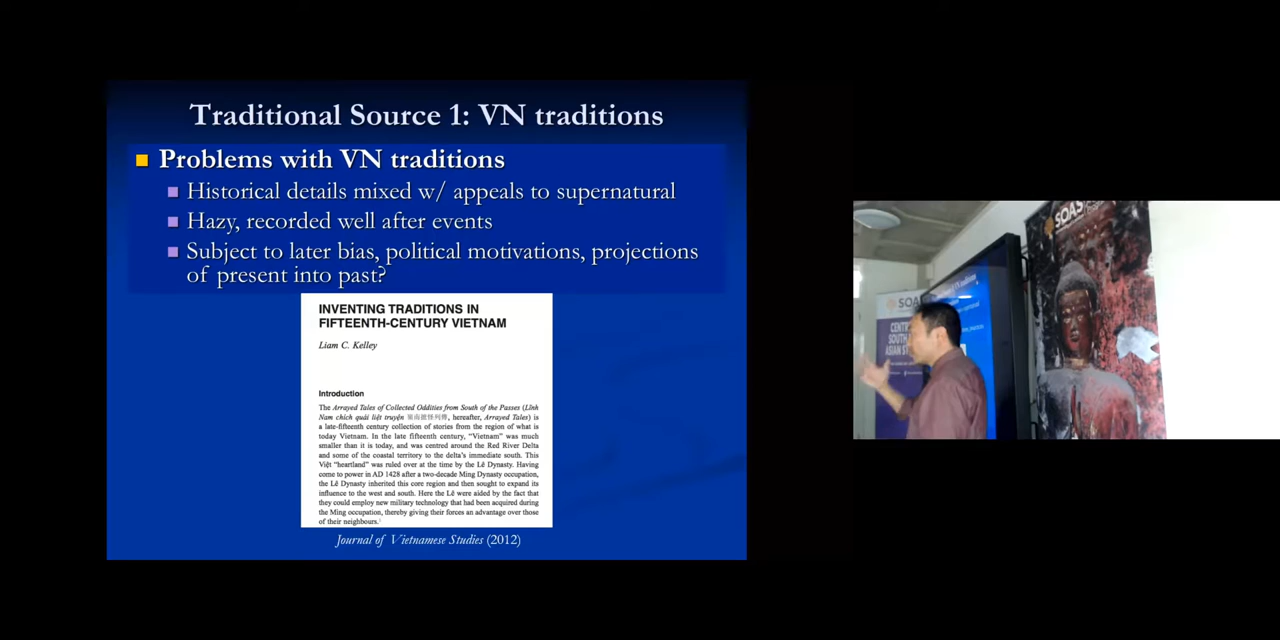 Traditional Source 1: VN traditions
Problems with VN traditions
Historical details mixed w/ appeals to supernatural
Hazy, recorded well after events
Subject to later bias, political motivations, projections
of present into past?
INVENTING TRADITIONS IN
FIFTEENTH-CENTURY VIETNAM
Liam C. Kelley
Introduction
The Arrayed Tales of Collected Oddities from South of the Passes (Lĩnh
Nam chích quái liệt truyện 嶺南摭怪列傳, hereafter, Arrayed Tales) is
a late-fifteenth century collection of stories from the region of what is
today Vietnam. In the late fifteenth century, “Vietnam” was much
smaller than it is today, and was centred around the Red River Delta
and some of the coastal territory to the delta's immediate south. This
Việt “heartland” was ruled over at the time by the Lê Dynasty. Having
come to power in AD 1428 after a two-decade Ming Dynasty occupation,
the Lê Dynasty inherited this core region and then sought to expand its
influence to the west and south. Here the Lê were aided by the fact that
they could employ new military technology that had been acquired during
the Ming occupation, thereby giving their forces an advantage over those
of their neighbours.1
Journal of Vietnamese Studies (2012)
SOAS
SOAS